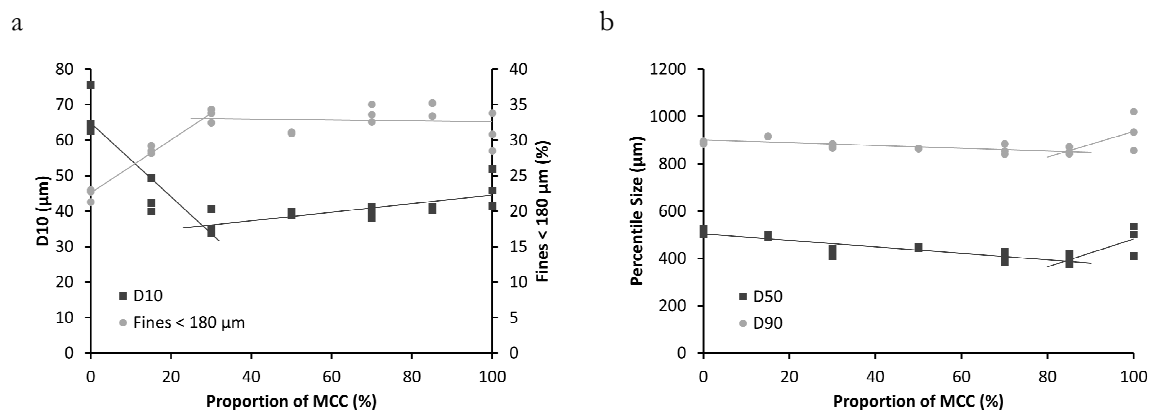 a
80
70
60
50
40
30
20
10
0
D10 (µm)
40
35
30
25
20
15
10
5
0
Fines < 180 µm (%)
D10
Fines < 180 µm
0 20 40 60 80 100
Proportion of MCC (%)
b
1200
1000
800
600
400
200
0
Percentile Size (µm)
D50
D90
0 20 40 60 80 100
Proportion of MCC (%)